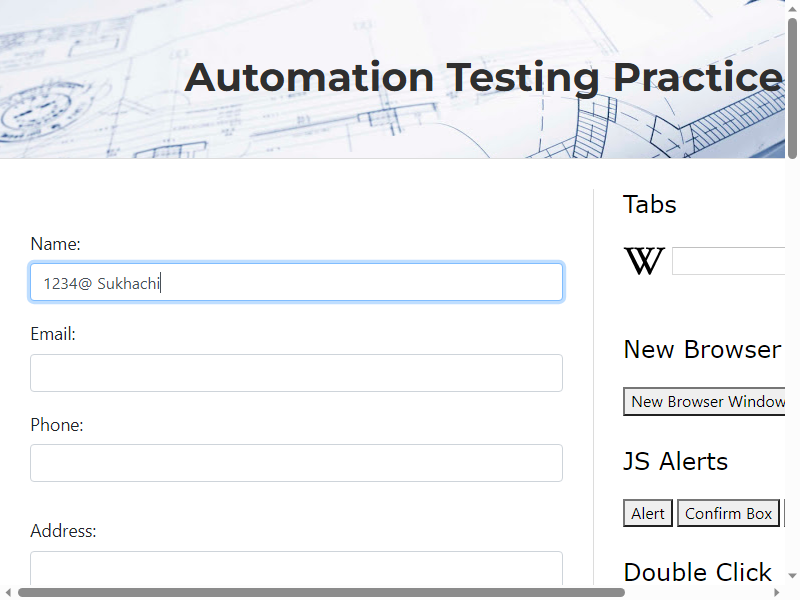 Automation Testing Practice
Name:
1234@ Sukhachi
Email:
Phone:
Address:
Tabs
New Browser
New Browser Window
JS Alerts
Alert
Confirm Box
Double Click